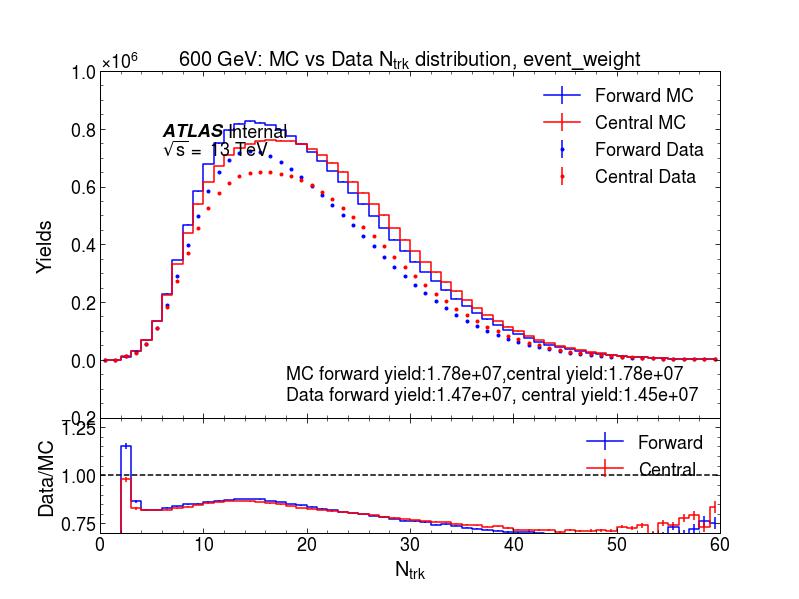 ×10⁶
600 GeV: MC vs Data N_trk distribution, event_weight
1.0
0.8
0.6
0.4
0.2
0.0
0.2
Yields
ATLAS Internal
√s = 13 TeV
Forward MC
Central MC
Forward Data
Central Data
MC forward yield:1.78e+07,central yield:1.78e+07
Data forward yield:1.47e+07, central yield:1.45e+07
1.25
1.00
0.75
Data/MC
Forward
Central
0 10 20 30 40 50 60
N_trk